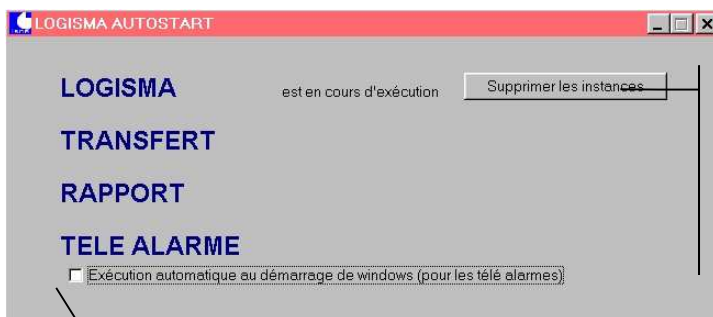 LOGISMA AUTOSTART
LOGISMA est en cours d'exécution Supprimer les instances
TRANSFERT
RAPPORT
TELE ALARME
Exécution automatique au démarrage de windows (pour les télé alarmes)